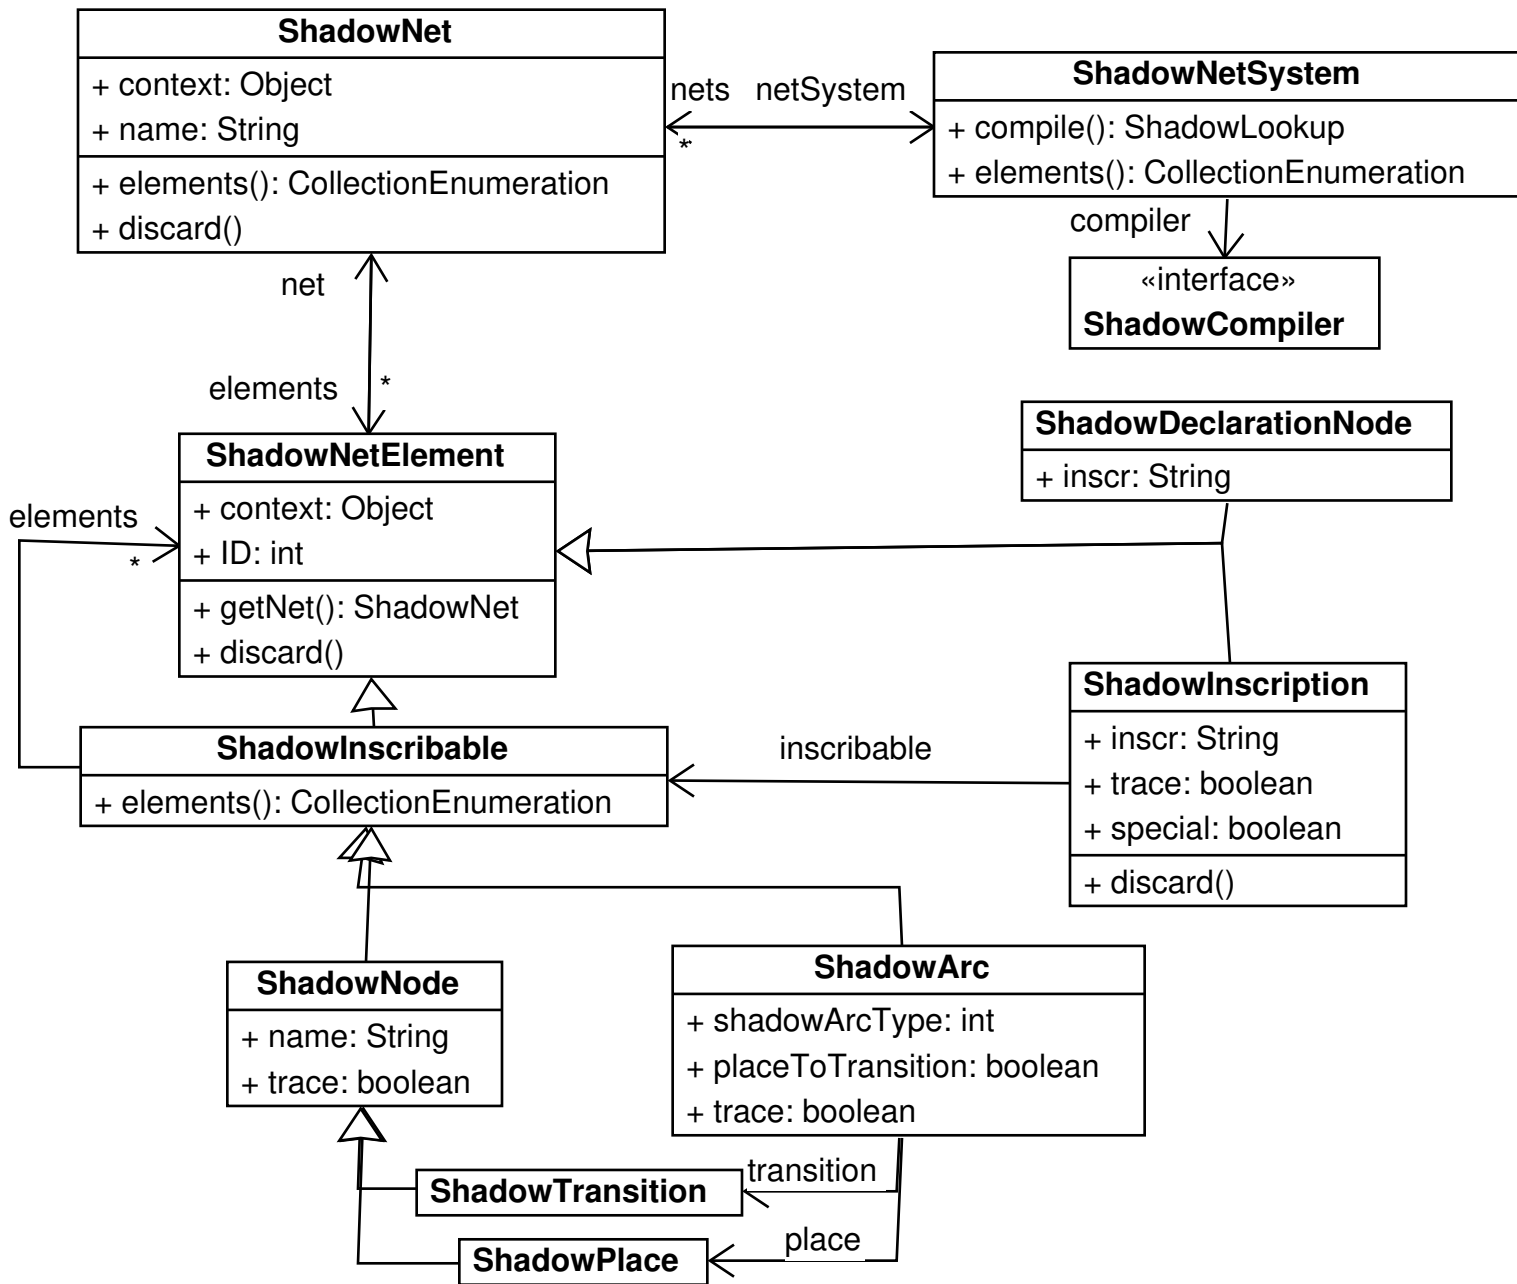 ShadowNet
+ context: Object
+ name: String
+ elements(): CollectionEnumeration
+ discard()
nets netSystem
*
ShadowNetSystem
+ compile(): ShadowLookup
+ elements(): CollectionEnumeration
compiler
«interface»
ShadowCompiler
net
elements *
ShadowNetElement
+ context: Object
+ ID: int
+ getNet(): ShadowNet
+ discard()
elements
*
ShadowDeclarationNode
+ inscr: String
ShadowInscribable
+ elements(): CollectionEnumeration
inscribable
ShadowInscription
+ inscr: String
+ trace: boolean
+ special: boolean
+ discard()
ShadowNode
+ name: String
+ trace: boolean
ShadowArc
+ shadowArcType: int
+ placeToTransition: boolean
+ trace: boolean
ShadowTransition
transition
ShadowPlace
place